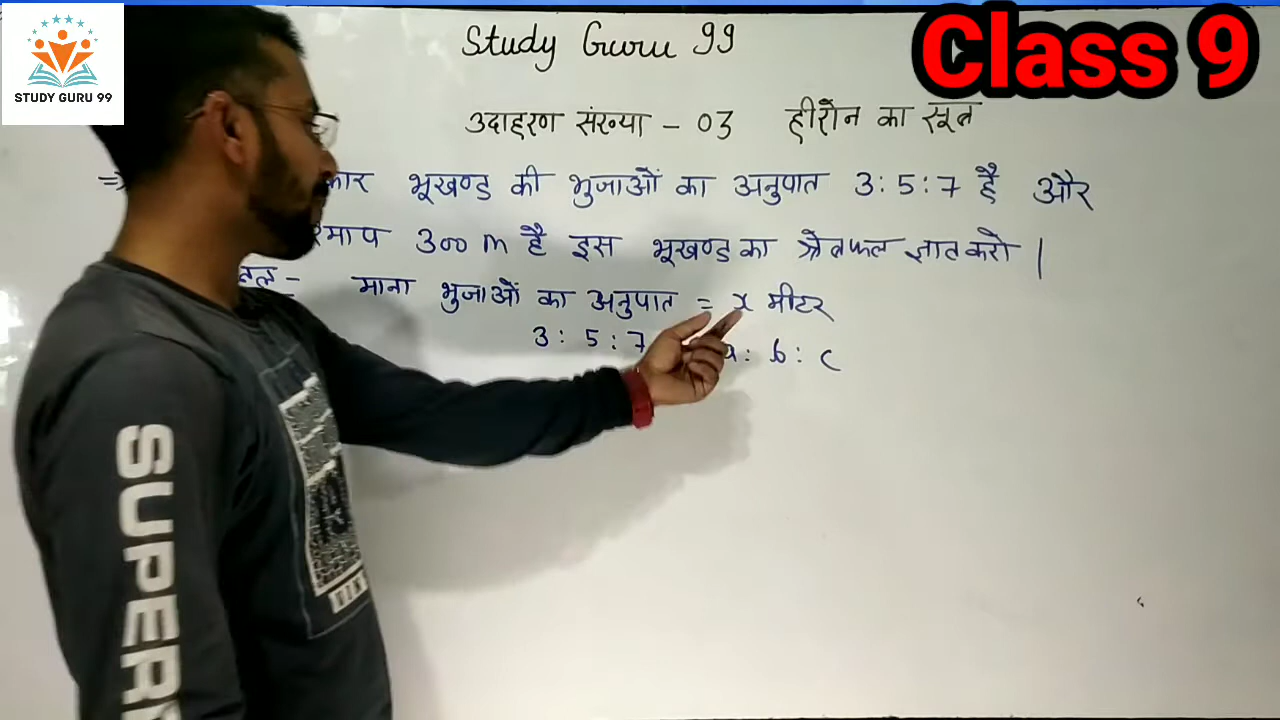 STUDY GURU 99
Class 9
Study Guru 99
उदाहरण संख्या - 03 हीरोन का सूत्र
भूखण्ड की भुजाओं का अनुपात 3:5:7 है और
300 m है इस भूखण्ड का क्षेत्रफल ज्ञात करो |
हल - माना भुजाओं का अनुपात = x मीटर
3: 5: 7 a: b: c
SUPER